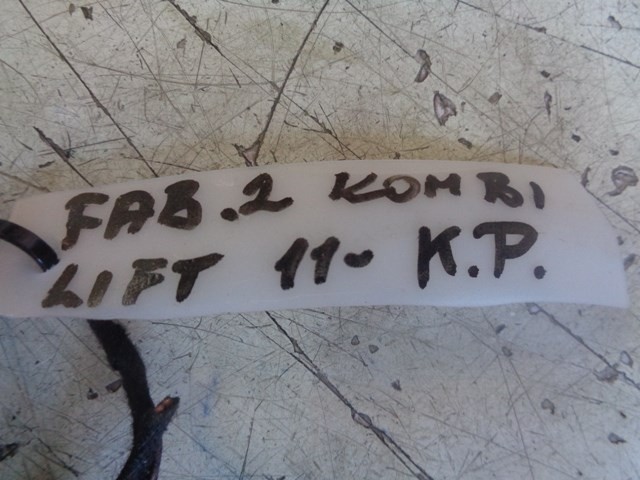 FAB.2 KOMBI
LIFT 11- K.P.